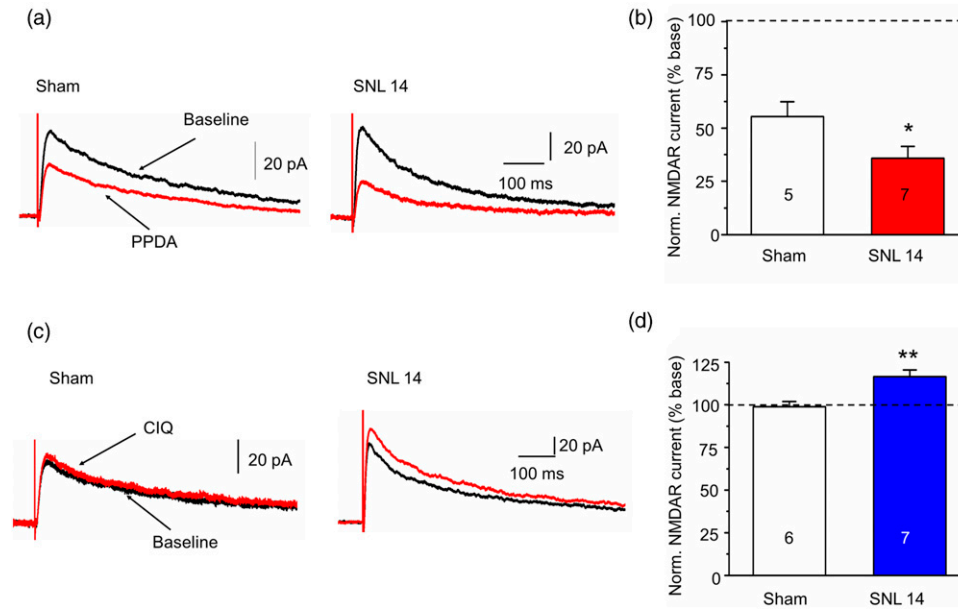 (a)
Sham
Baseline
PPDA
20 pA
SNL 14
20 pA
100 ms
(b)
Norm. NMDAR current (% base)
100
75
50
25
0
*
5
7
Sham
SNL 14
(c)
Sham
CIQ
Baseline
20 pA
SNL 14
20 pA
100 ms
(d)
Norm. NMDAR current (% base)
125
100
75
50
25
0
**
6
7
Sham
SNL 14